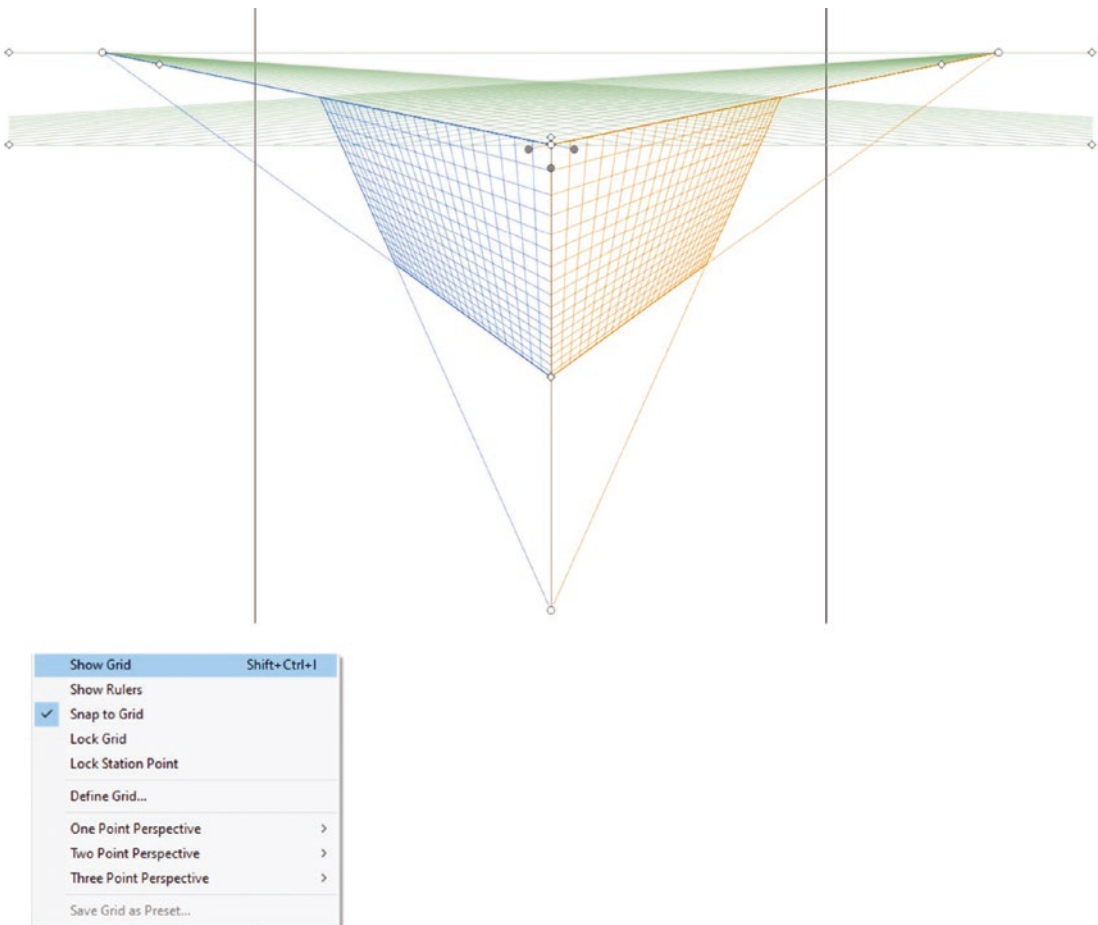 Show Grid Shift+Ctrl+I
Show Rulers
Snap to Grid
Lock Grid
Lock Station Point
Define Grid...
One Point Perspective
Two Point Perspective
Three Point Perspective
Save Grid as Preset...